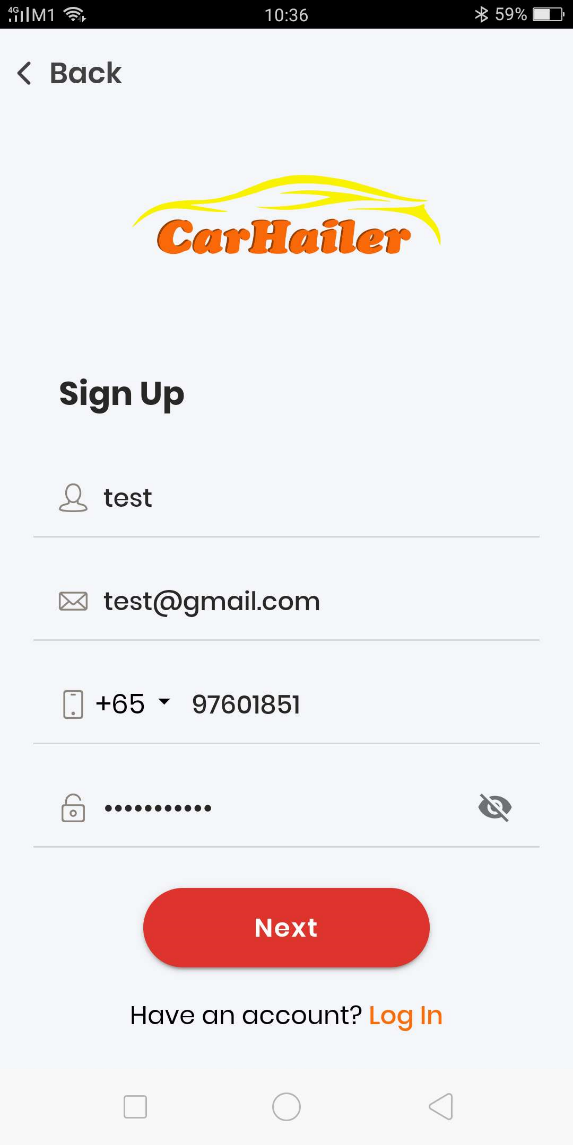 4G M1 10:36 59%
Back
CarHailer
Sign Up
test
test@gmail.com
+65 97601851
•••••••••••
Next
Have an account? Log In